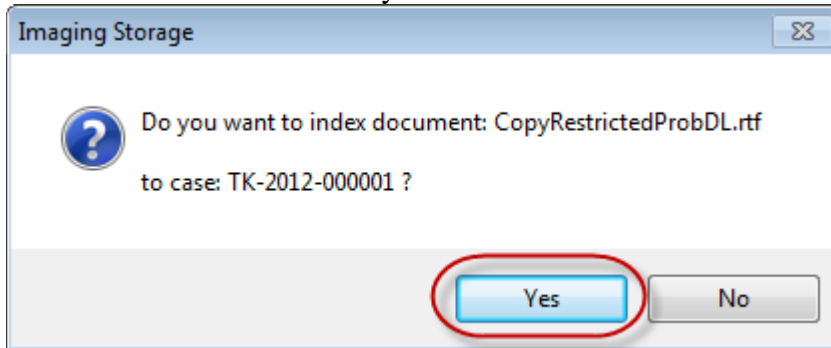 Imaging Storage
Do you want to index document: CopyRestrictedProbDL.rtf
to case: TK-2012-000001 ?
Yes No